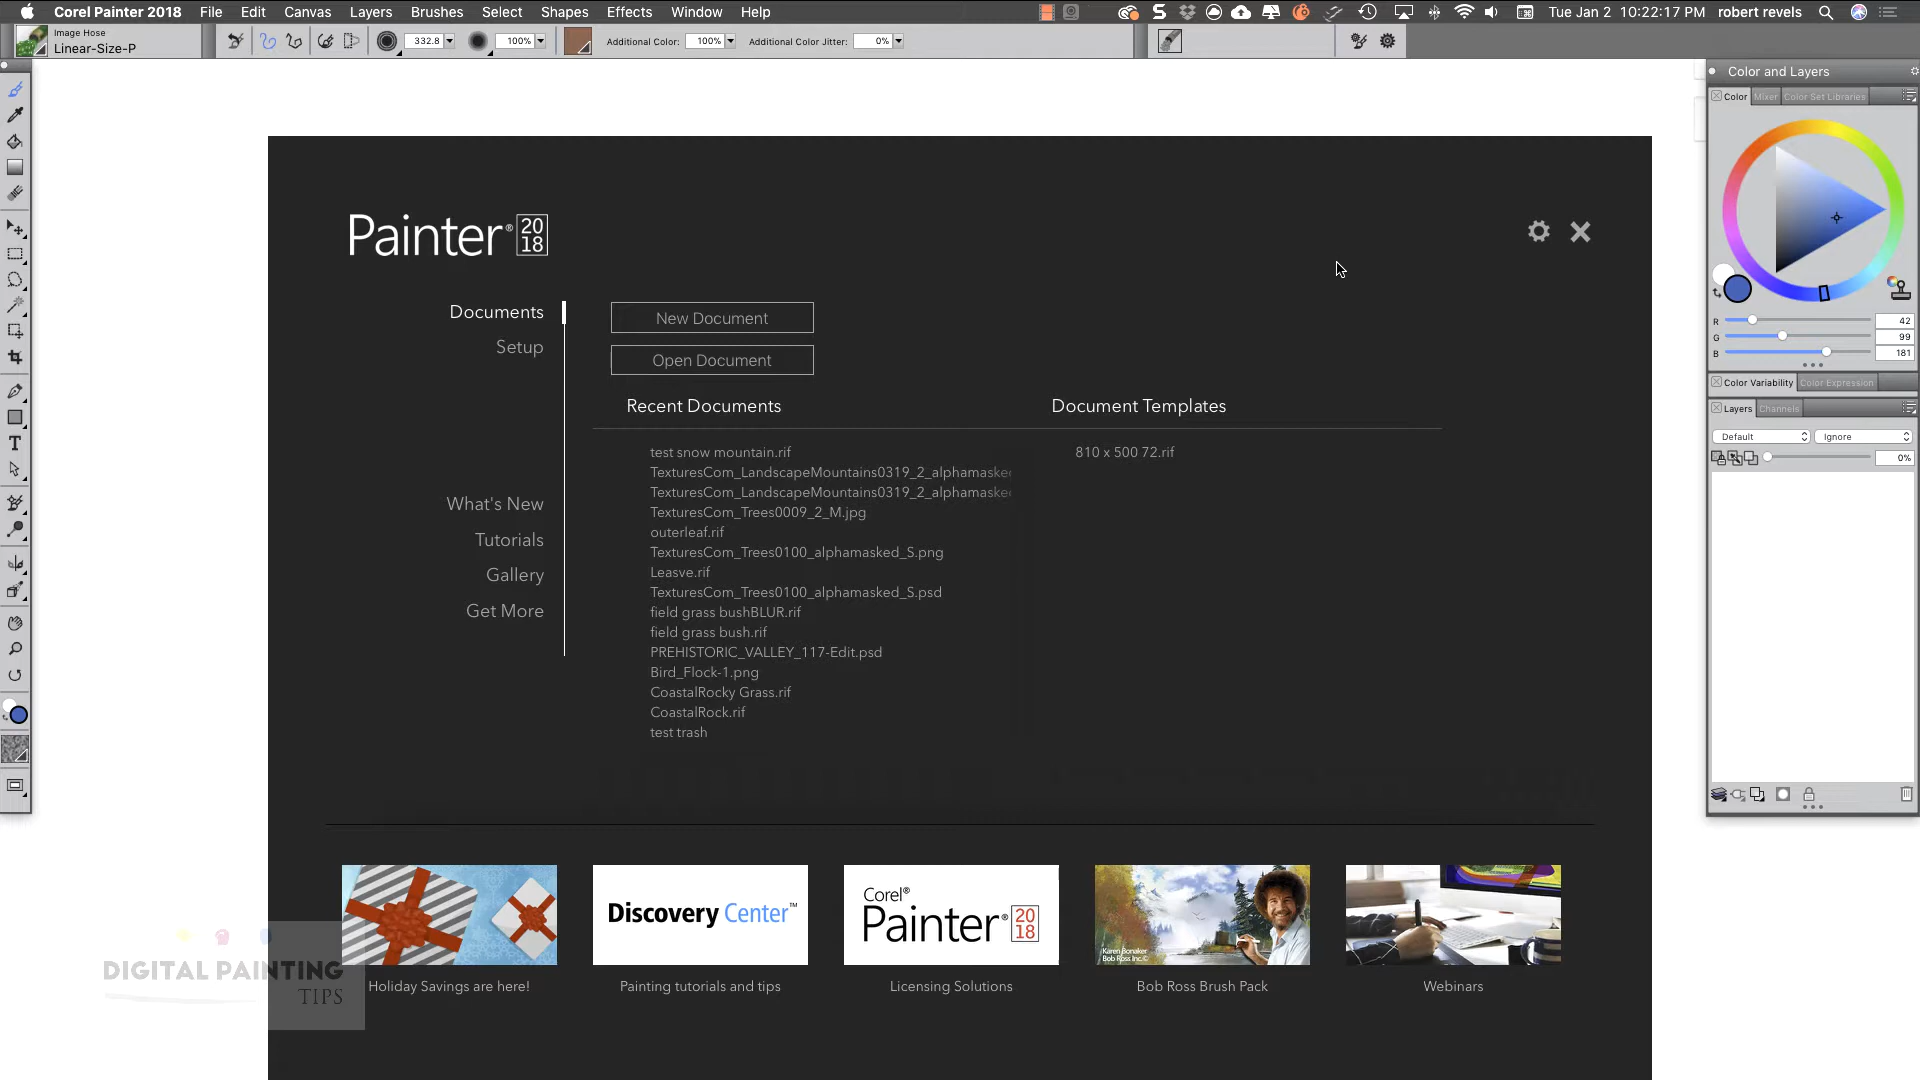 Corel Painter 2018 File Edit Canvas Layers Brushes Select Shapes Effects Window Help Tue Jan 2 10:22:17 PM robert revels
Image Hose
Linear-Size-P
332.8
100%
Additional Color: 100%
Additional Color Jitter: 0%
Color and Layers
Color Mixer Color Set Libraries
R 42
G 99
B 181
Color Variability Color Expression
Layers Channels
Default Ignore
0%
Painter® 20 18
Documents
Setup
What's New
Tutorials
Gallery
Get More
New Document
Open Document
Recent Documents
test snow mountain.rif
TexturesCom_LandscapeMountains0319_2_alphamasked
TexturesCom_LandscapeMountains0319_2_alphamasked
TexturesCom_Trees0009_2_M.jpg
outerleaf.rif
TexturesCom_Trees0100_alphamasked_S.png
Leasve.rif
TexturesCom_Trees0100_alphamasked_S.psd
field grass bushBLUR.rif
field grass bush.rif
PREHISTORIC_VALLEY_117-Edit.psd
Bird_Flock-1.png
CoastalRocky Grass.rif
CoastalRock.rif
test trash
Document Templates
810 x 500 72.rif
Discovery Center™
Corel®
Painter® 20 18
Karen Bonaker
Bob Ross Inc.©
Holiday Savings are here!
Painting tutorials and tips
Licensing Solutions
Bob Ross Brush Pack
Webinars
DIGITAL PAINTING
TIPS